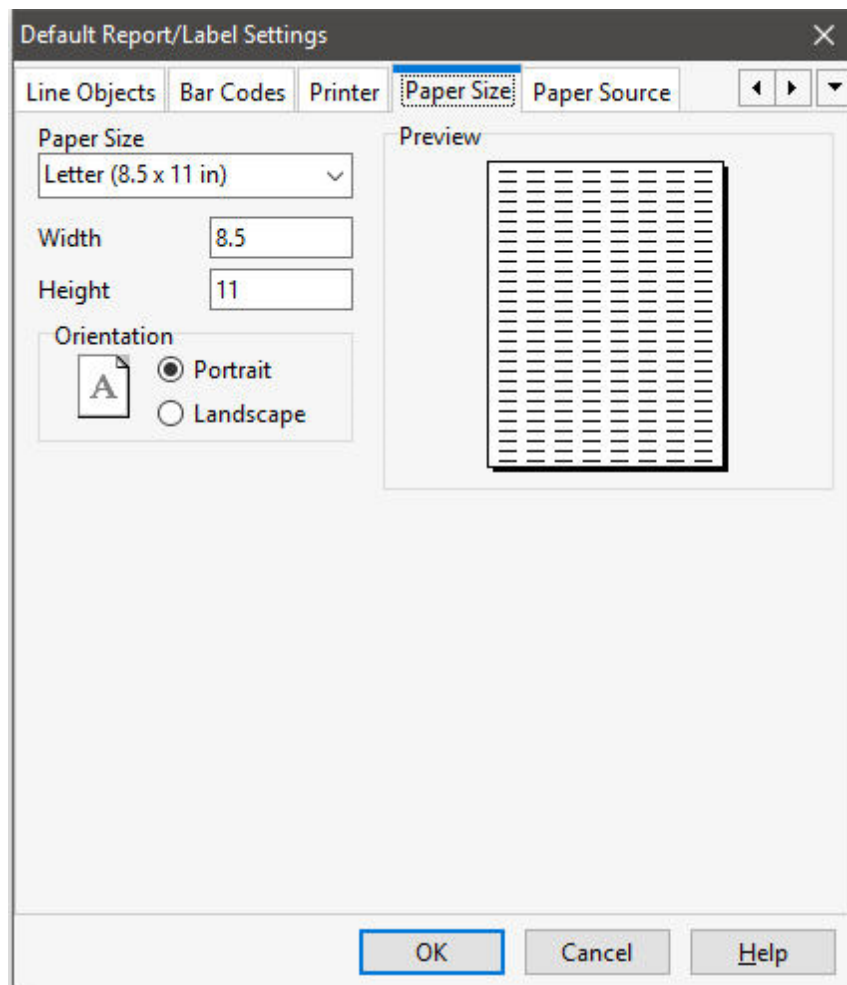 Default Report/Label Settings
Line Objects Bar Codes Printer Paper Size Paper Source
Paper Size
Letter (8.5 x 11 in)
Width 8.5
Height 11
Orientation
A
Portrait
Landscape
Preview
OK Cancel Help